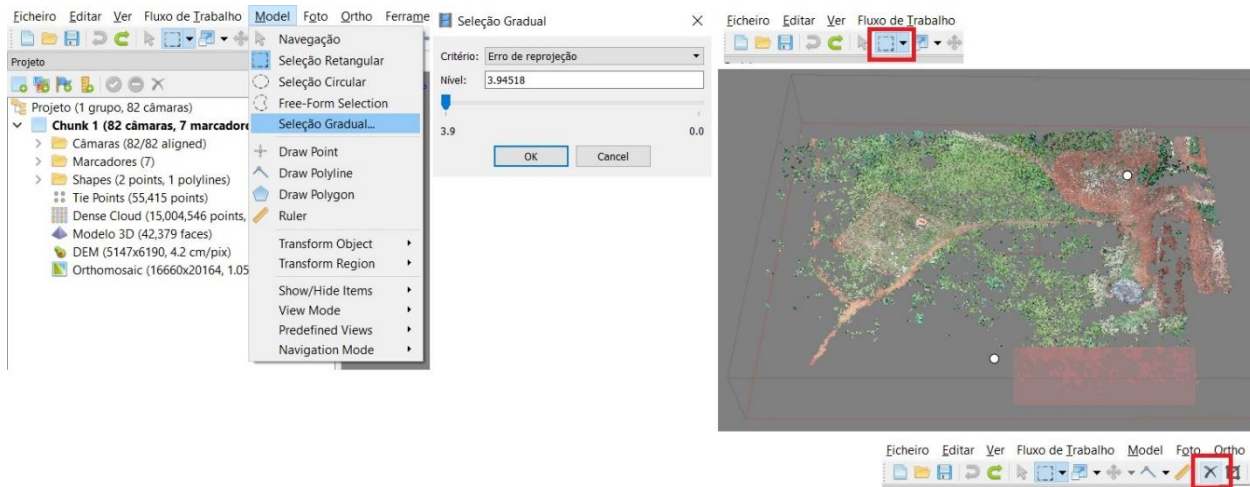 Ficheiro Editar Ver Fluxo de Trabalho Model Foto Ortho Ferrame
Projeto
Projeto (1 grupo, 82 câmaras)
Chunk 1 (82 câmaras, 7 marcadore
Câmaras (82/82 aligned)
Marcadores (7)
Shapes (2 points, 1 polylines)
Tie Points (55,415 points)
Dense Cloud (15,004,546 points,
Modelo 3D (42,379 faces)
DEM (5147x6190, 4.2 cm/pix)
Orthomosaic (16660x20164, 1.05
Navegação
Seleção Retangular
Seleção Circular
Free-Form Selection
Seleção Gradual...
Draw Point
Draw Polyline
Draw Polygon
Ruler
Transform Object
Transform Region
Show/Hide Items
View Mode
Predefined Views
Navigation Mode
Seleção Gradual
Critério: Erro de reprojeção
Nível: 3.94518
3.9 0.0
OK Cancel
Ficheiro Editar Ver Fluxo de Trabalho
Ficheiro Editar Ver Fluxo de Trabalho Model Foto Ortho